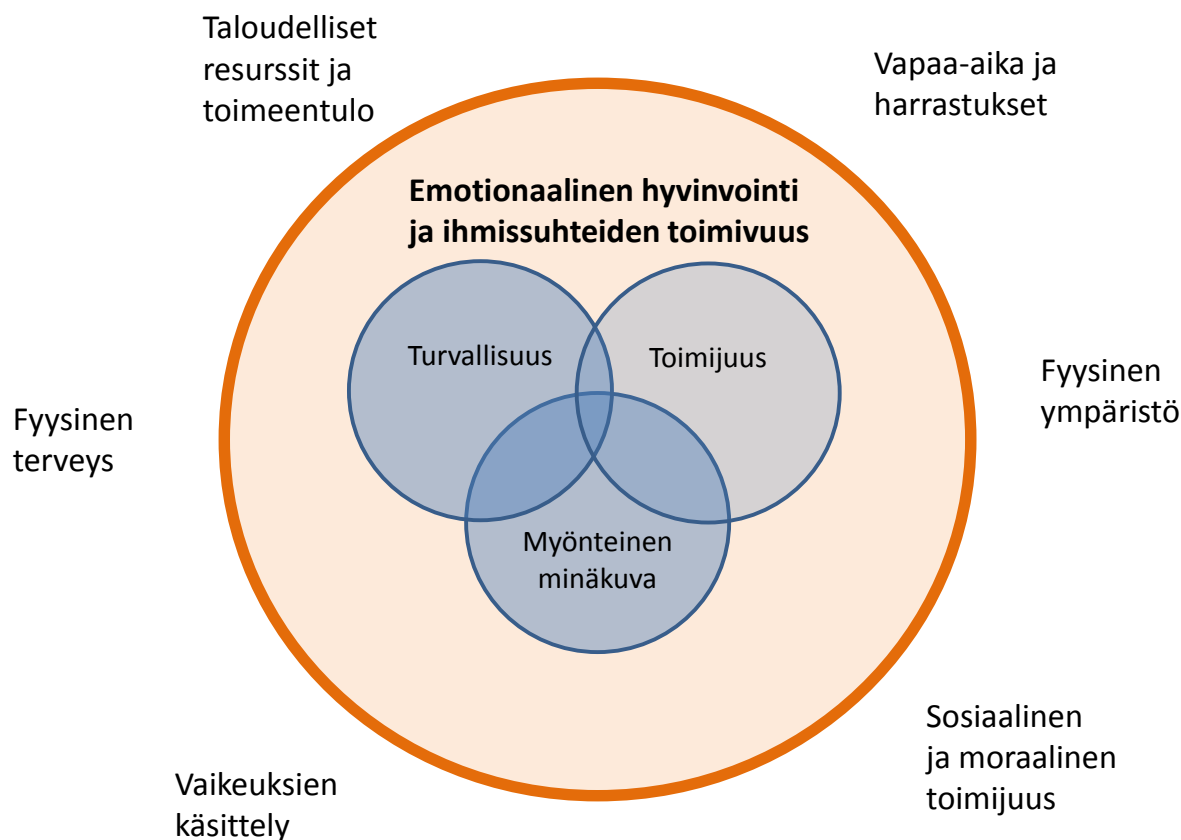 Taloudelliset
resurssit ja
toimeentulo
Vapaa-aika ja
harrastukset
Emotionaalinen hyvinvointi
ja ihmissuhteiden toimivuus
Turvallisuus
Toimijuus
Fyysinen
ympäristö
Fyysinen
terveys
Myönteinen
minäkuva
Sosiaalinen
ja moraalinen
toimijuus
Vaikeuksien
käsittely